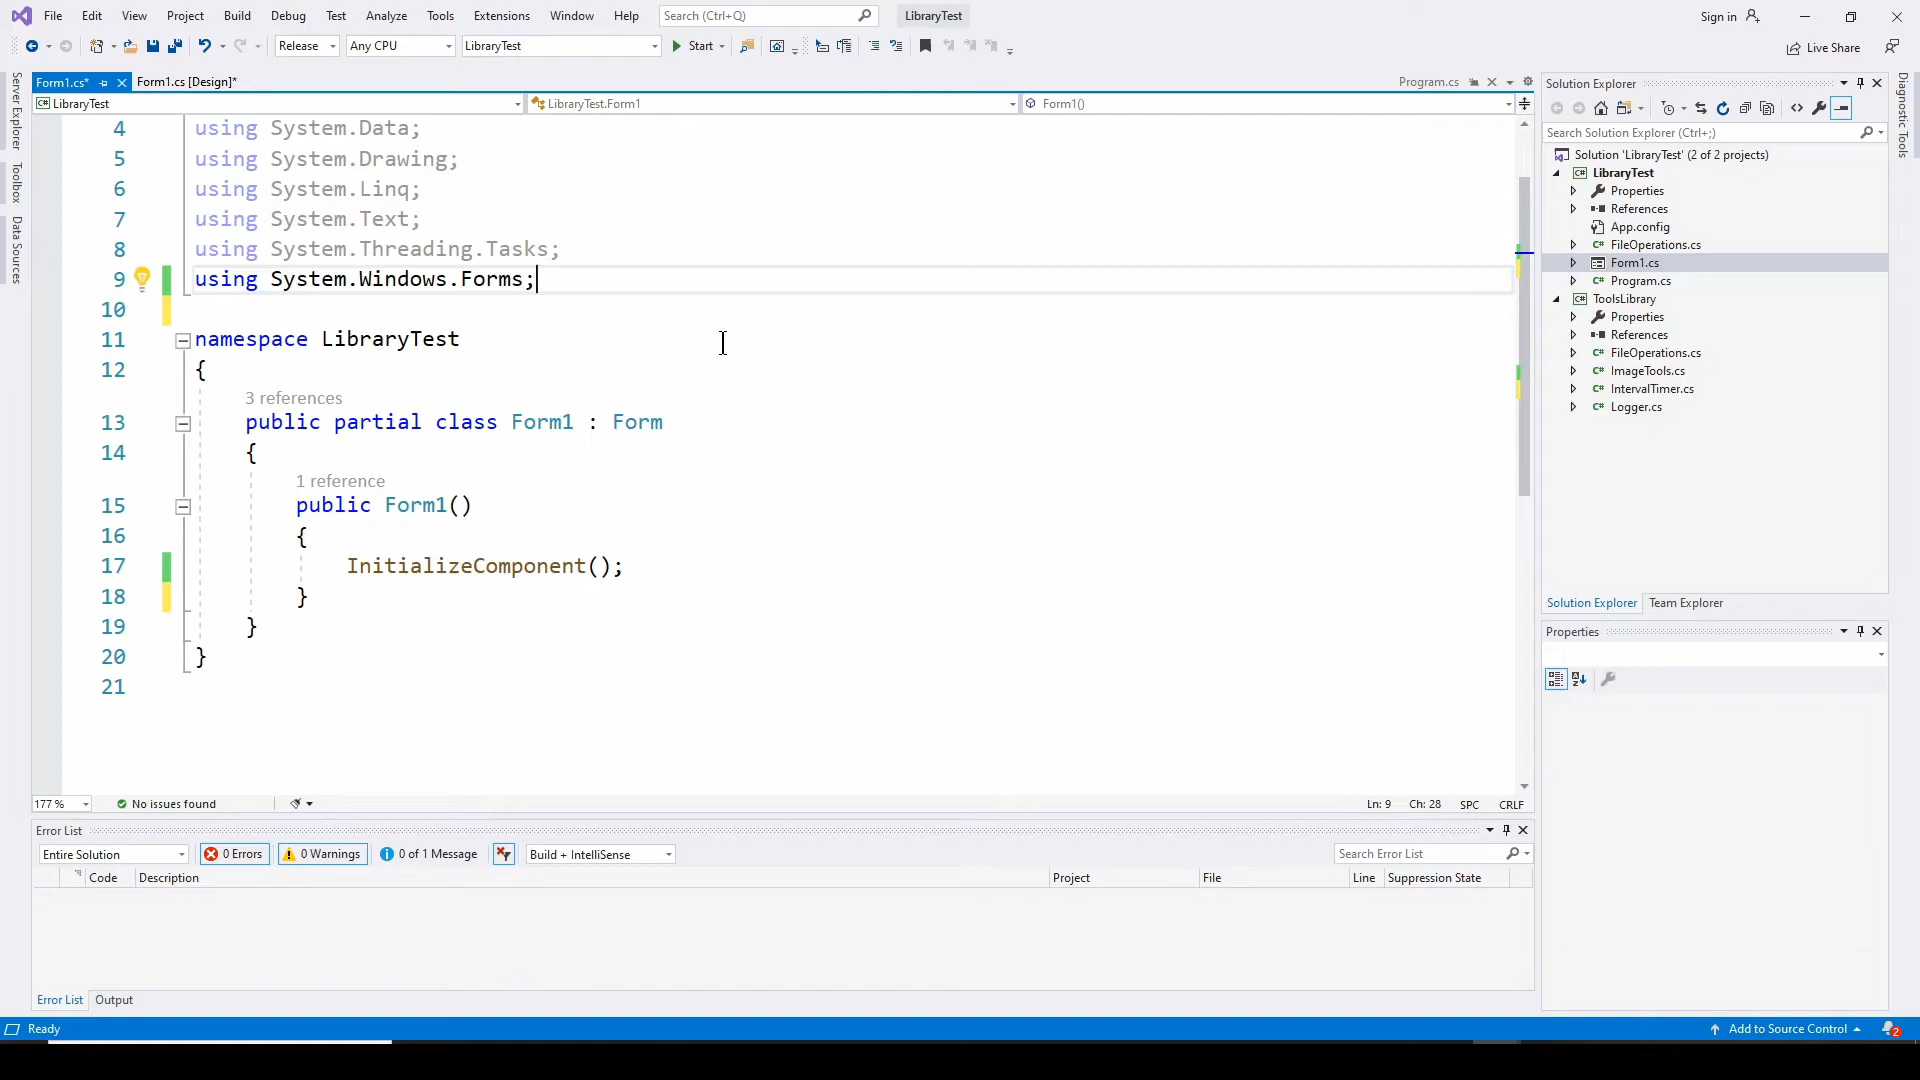 File Edit View Project Build Debug Test Analyze Tools Extensions Window Help Search (Ctrl+Q) LibraryTest Sign in
Release Any CPU LibraryTest Start Live Share
Server Explorer
Toolbox
Data Sources
Form1.cs* Form1.cs [Design]* Program.cs
LibraryTest LibraryTest.Form1 Form1()
4 using System.Data;
5 using System.Drawing;
6 using System.Linq;
7 using System.Text;
8 using System.Threading.Tasks;
9 using System.Windows.Forms;
10
11 namespace LibraryTest
12 {
3 references
13 public partial class Form1 : Form
14 {
1 reference
15 public Form1()
16 {
17 InitializeComponent();
18 }
19 }
20 }
21
177 % No issues found Ln: 9 Ch: 28 SPC CRLF
Error List
Entire Solution 0 Errors 0 Warnings 0 of 1 Message Build + IntelliSense Search Error List
Code Description Project File Line Suppression State
Error List Output
Solution Explorer
Search Solution Explorer (Ctrl+;)
Solution 'LibraryTest' (2 of 2 projects)
LibraryTest
Properties
References
App.config
FileOperations.cs
Form1.cs
Program.cs
ToolsLibrary
Properties
References
FileOperations.cs
ImageTools.cs
IntervalTimer.cs
Logger.cs
Solution Explorer Team Explorer
Properties
Diagnostic Tools
Ready Add to Source Control 2